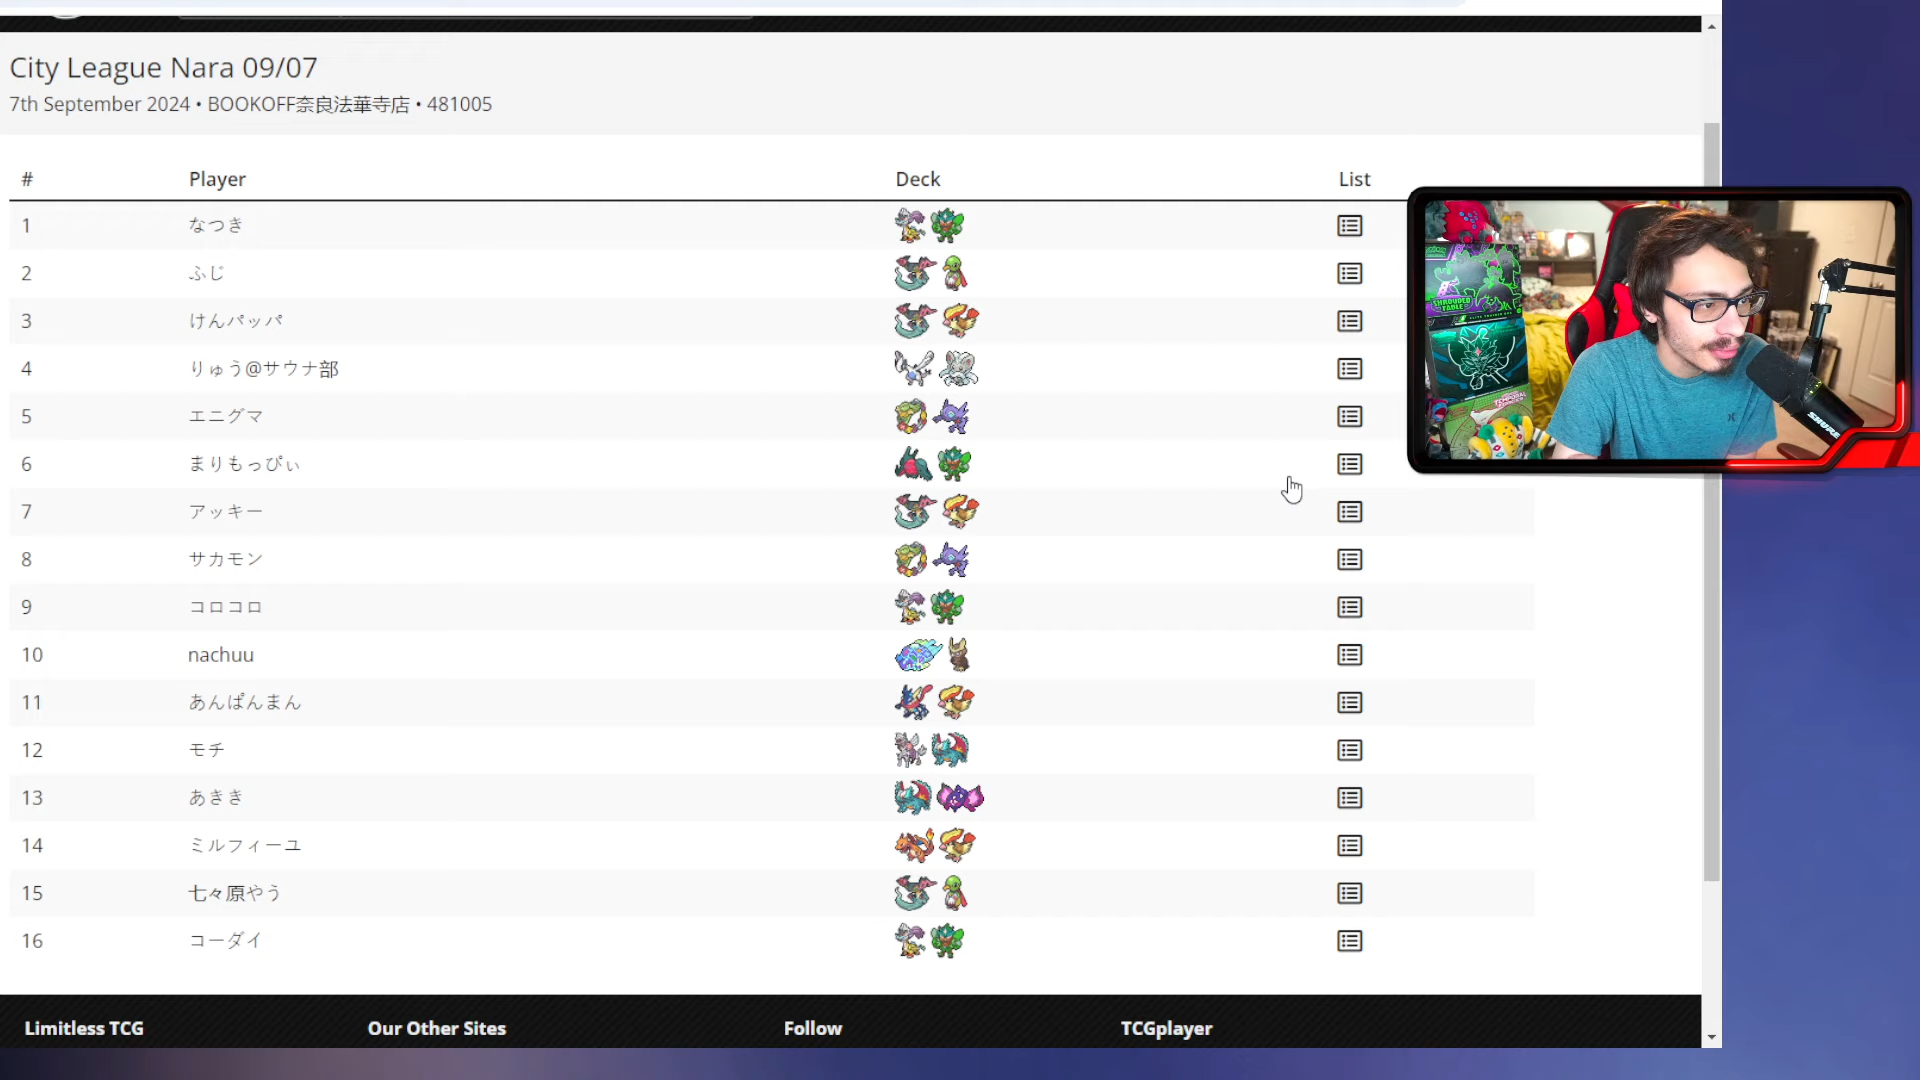 City League Nara 09/07
7th September 2024 • BOOKOFF奈良法華寺店 • 481005
# Player Deck List
1 なつき
2 ふじ
3 けんパッパ
4 りゅう@サウナ部
5 エニグマ
6 まりもっぴぃ
7 アッキー
8 サカモン
9 コロコロ
10 nachuu
11 あんぱんまん
12 モチ
13 あきき
14 ミルフィーユ
15 七々原やう
16 コーダイ
SHROUDED FABLE
TEMPORAL FORCES
SHURE
Limitless TCG Our Other Sites Follow TCGplayer